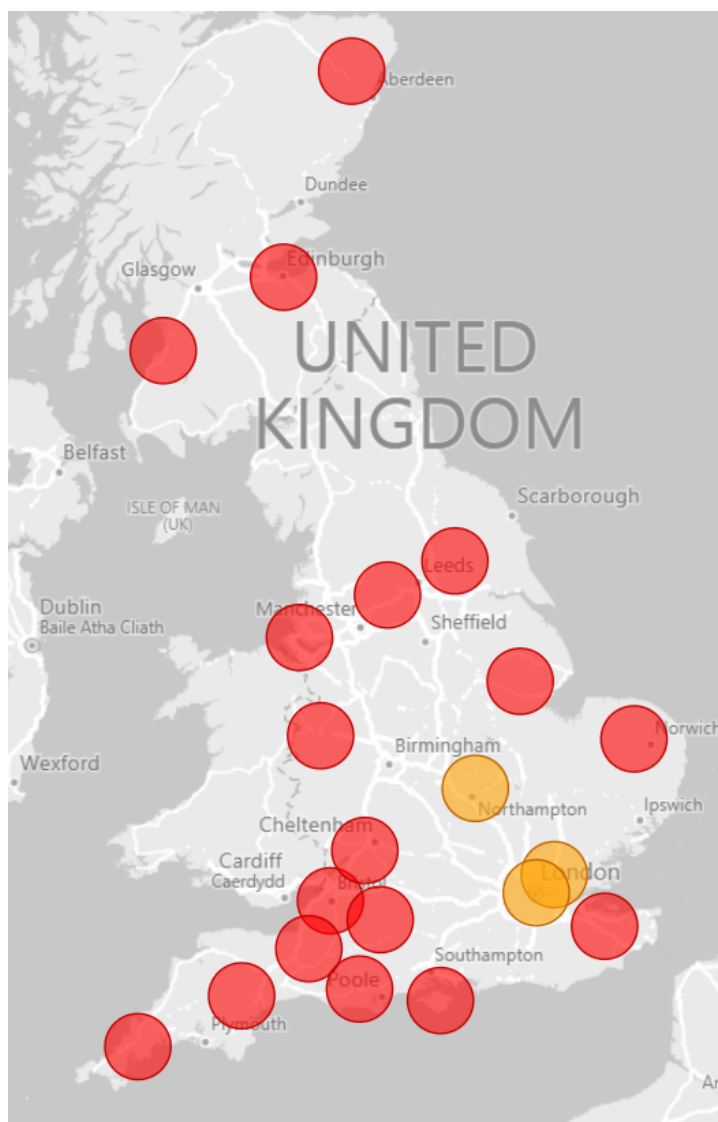 Aberdeen
Dundee
Edinburgh
Glasgow
UNITED
KINGDOM
Belfast
Scarborough
ISLE OF MAN
(UK)
Leeds
Dublin
Baile Atha Cliath
Manchester
Sheffield
Norwich
Birmingham
Wexford
Northampton
Ipswich
Cheltenham
Cardiff
Caerdydd
London
Bristol
Southampton
Poole
Plymouth